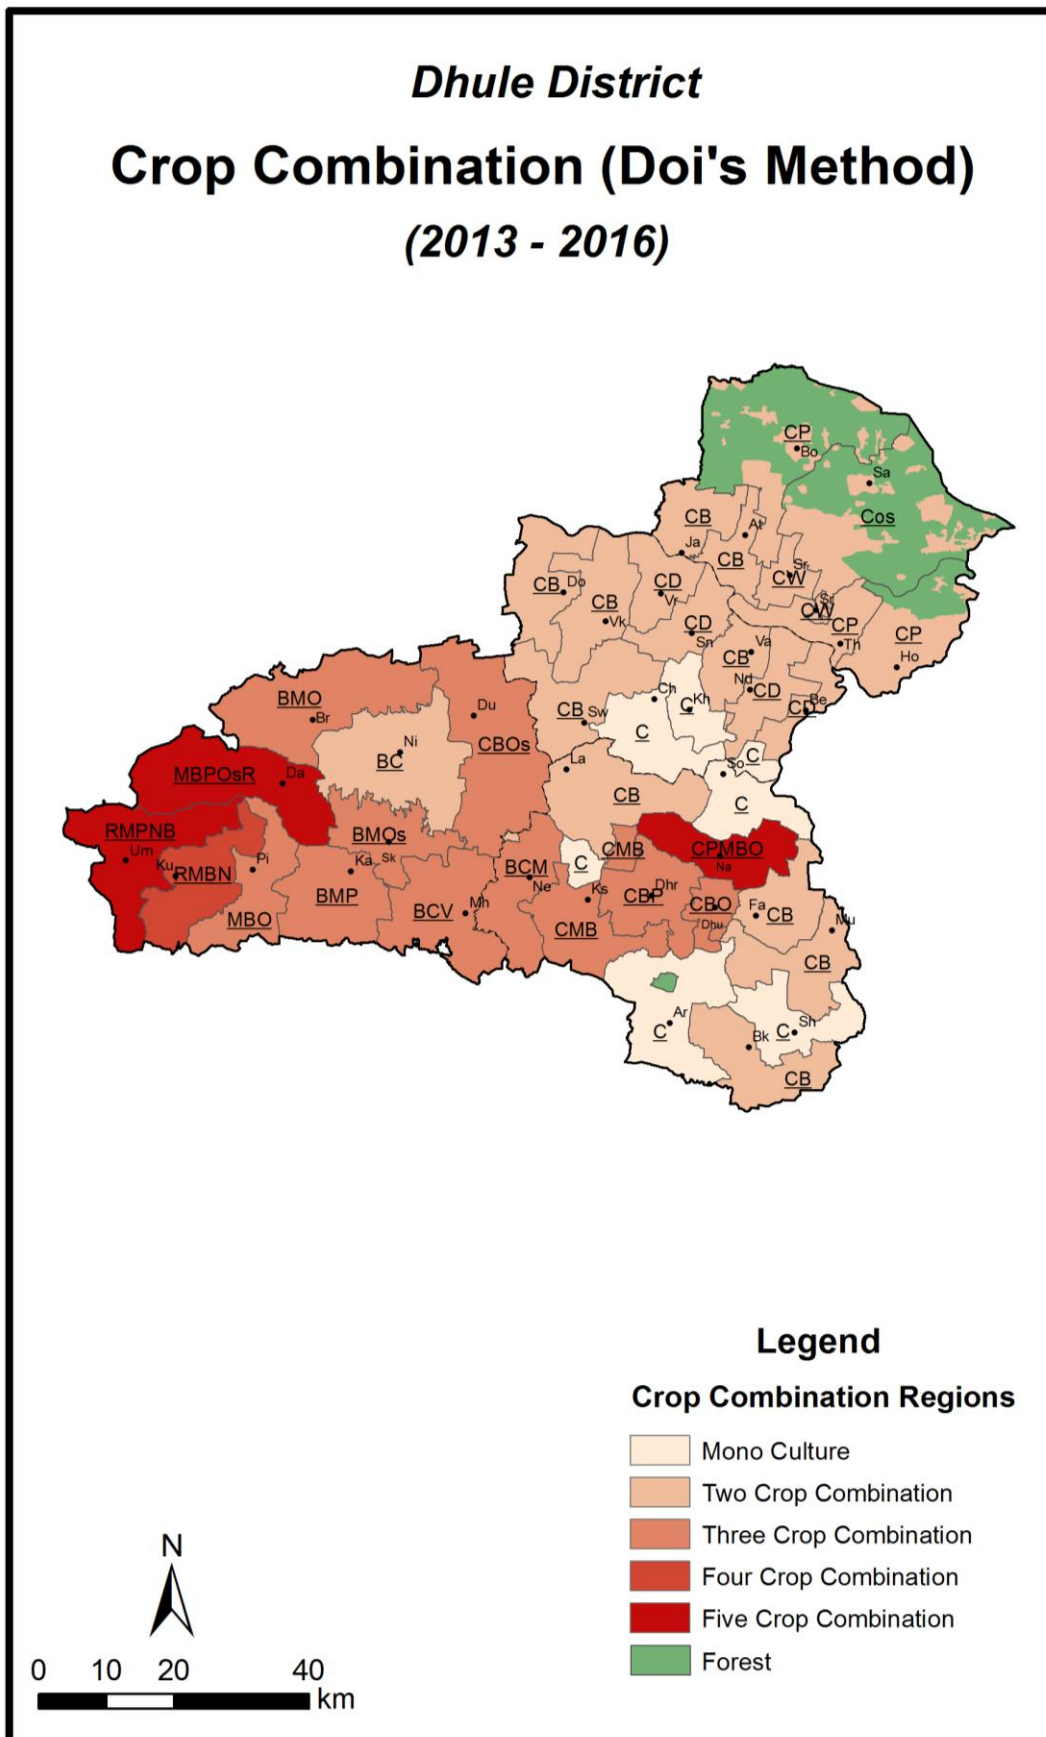 Dhule District
Crop Combination (Doi's Method)
(2013 - 2016)
CP
Bo
Sa
Cos
CB
At
Ja
CB
Sr
CW
CB
Do
CD
Vr
CB
Vk
CW
CP
Th
CD
Sn
CP
Ho
Va
CB
Nd
CD
Be
CD
BMO
Br
Du
CBOs
Ch
Kh
C
CB
Sw
C
Ni
BC
La
C
So
MBPOsR
Da
CB
C
RMPNB
Um
BMOs
Sk
CMB
CPMBO
Na
Ku
RMBN
Pi
Ka
BCM
Ne
C
BMP
Ks
CBP
Dhr
CBO
Dhu
MBO
BCV
Mh
CMB
Fa
CB
Mu
CB
Ar
C
C
Sh
Bk
CB
Legend
Crop Combination Regions
Mono Culture
Two Crop Combination
Three Crop Combination
Four Crop Combination
Five Crop Combination
Forest
N
0 10 20 40
km